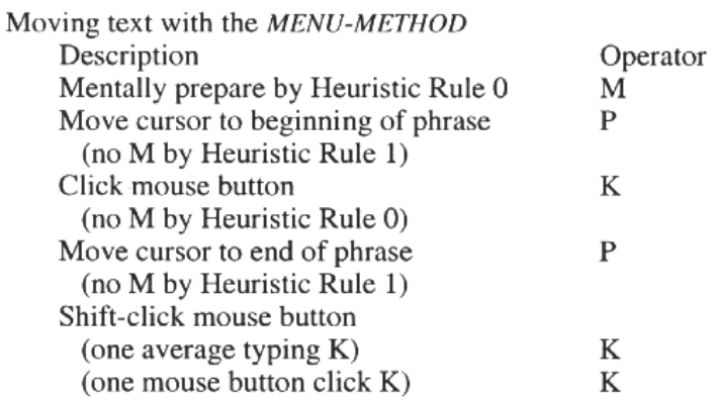 Moving text with the MENU-METHOD
Description Operator
Mentally prepare by Heuristic Rule 0 M
Move cursor to beginning of phrase P
(no M by Heuristic Rule 1)
Click mouse button K
(no M by Heuristic Rule 0)
Move cursor to end of phrase P
(no M by Heuristic Rule 1)
Shift-click mouse button
(one average typing K) K
(one mouse button click K) K